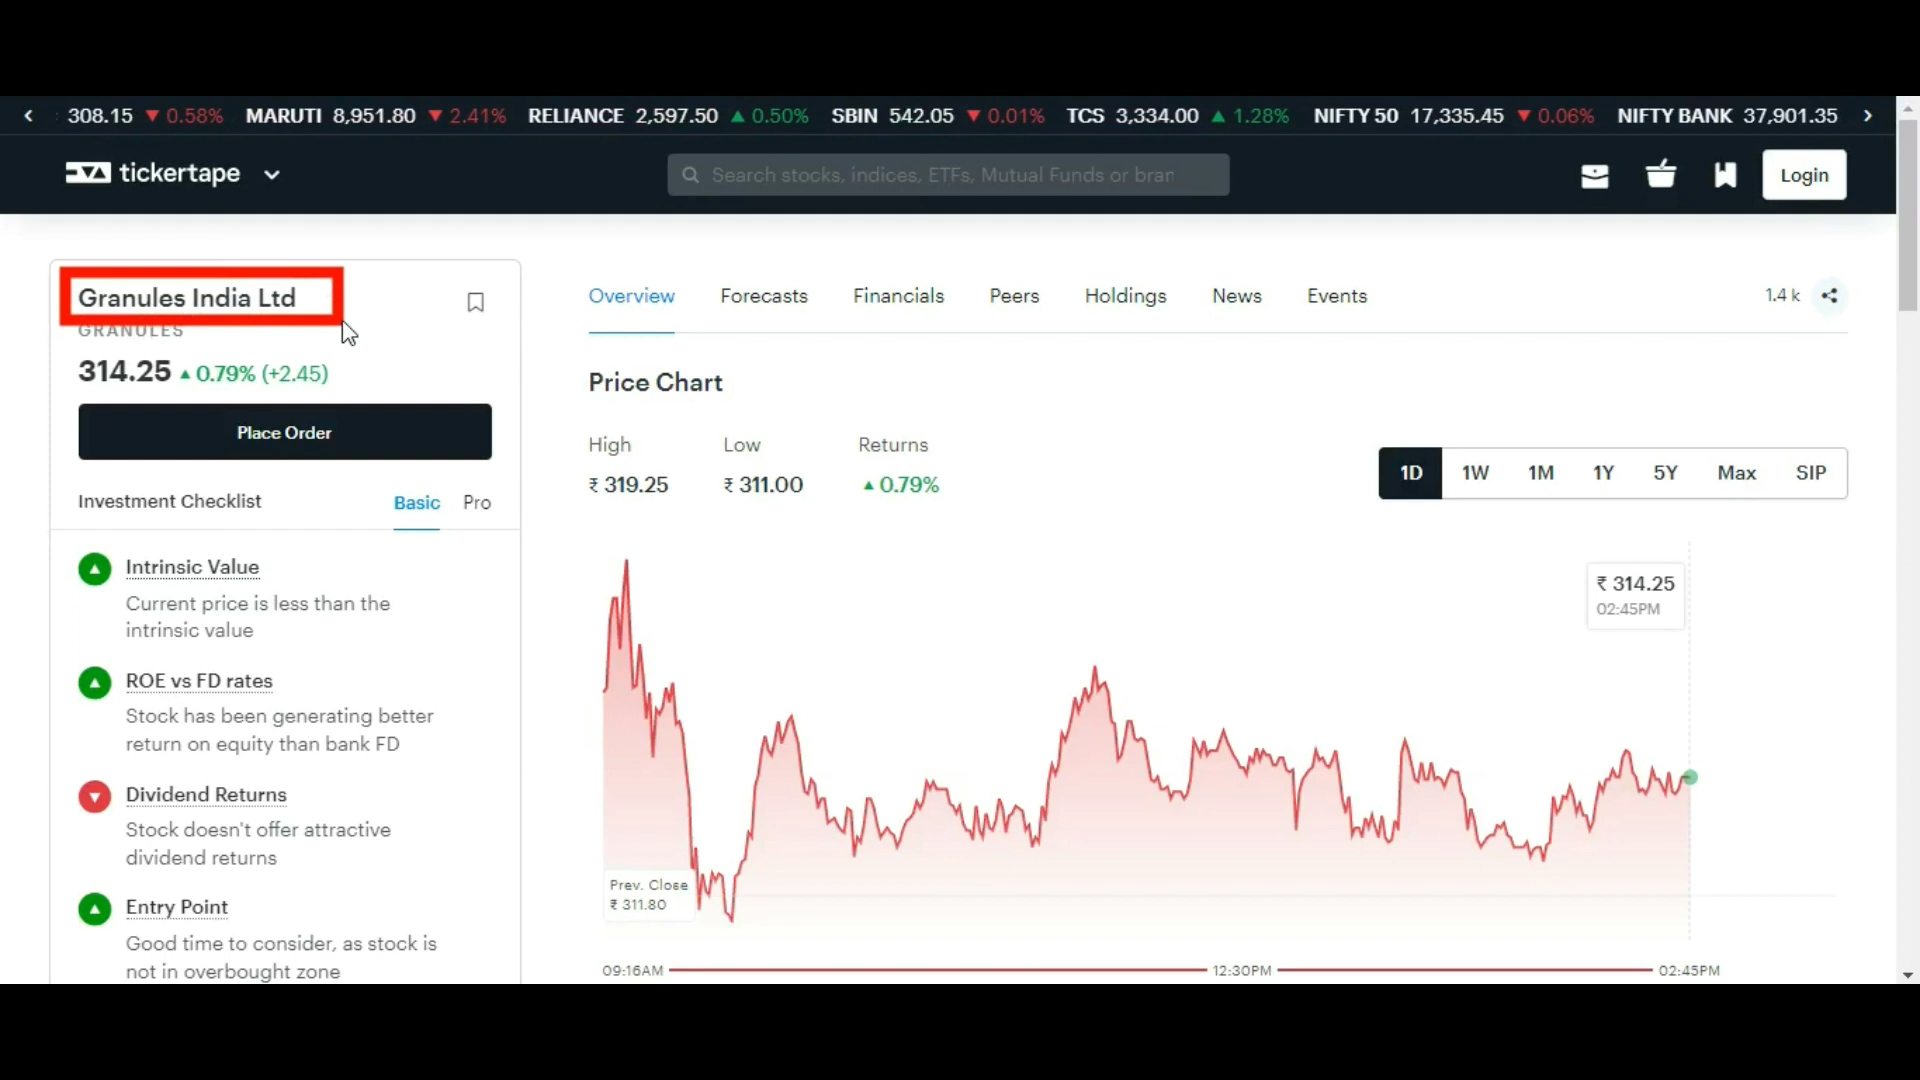 308.15 ▼ 0.58% MARUTI 8,951.80 ▼ 2.41% RELIANCE 2,597.50 ▲ 0.50% SBIN 542.05 ▼ 0.01% TCS 3,334.00 ▲ 1.28% NIFTY 50 17,335.45 ▼ 0.06% NIFTY BANK 37,901.35
tickertape
Search stocks, indices, ETFs, Mutual Funds or bran
Login
Granules India Ltd
GRANULES
314.25 ▲ 0.79% (+2.45)
Place Order
Investment Checklist
Basic Pro
Intrinsic Value
Current price is less than the
intrinsic value
ROE vs FD rates
Stock has been generating better
return on equity than bank FD
Dividend Returns
Stock doesn't offer attractive
dividend returns
Entry Point
Good time to consider, as stock is
not in overbought zone
Overview Forecasts Financials Peers Holdings News Events
1.4 k
Price Chart
High Low Returns
₹ 319.25 ₹ 311.00 ▲ 0.79%
1D 1W 1M 1Y 5Y Max SIP
₹ 314.25
02:45PM
Prev. Close
₹ 311.80
09:16AM 12:30PM 02:45PM